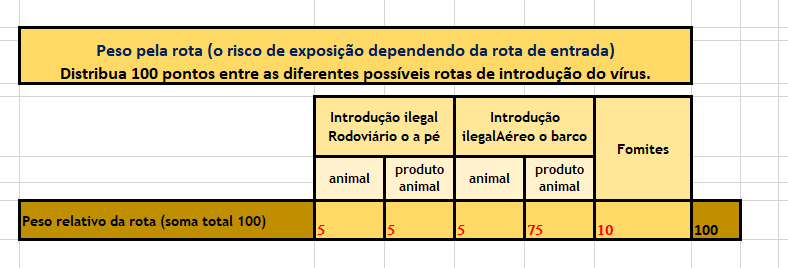 Peso pela rota (o risco de exposição dependendo da rota de entrada)
Distribua 100 pontos entre as diferentes possíveis rotas de introdução do vírus.
Introdução ilegal
Rodoviário o a pé
Introdução
ilegalAéreo o barco
Fomites
animal
produto
animal
animal
produto
animal
Peso relativo da rota (soma total 100)
5
5
5
75
10
100